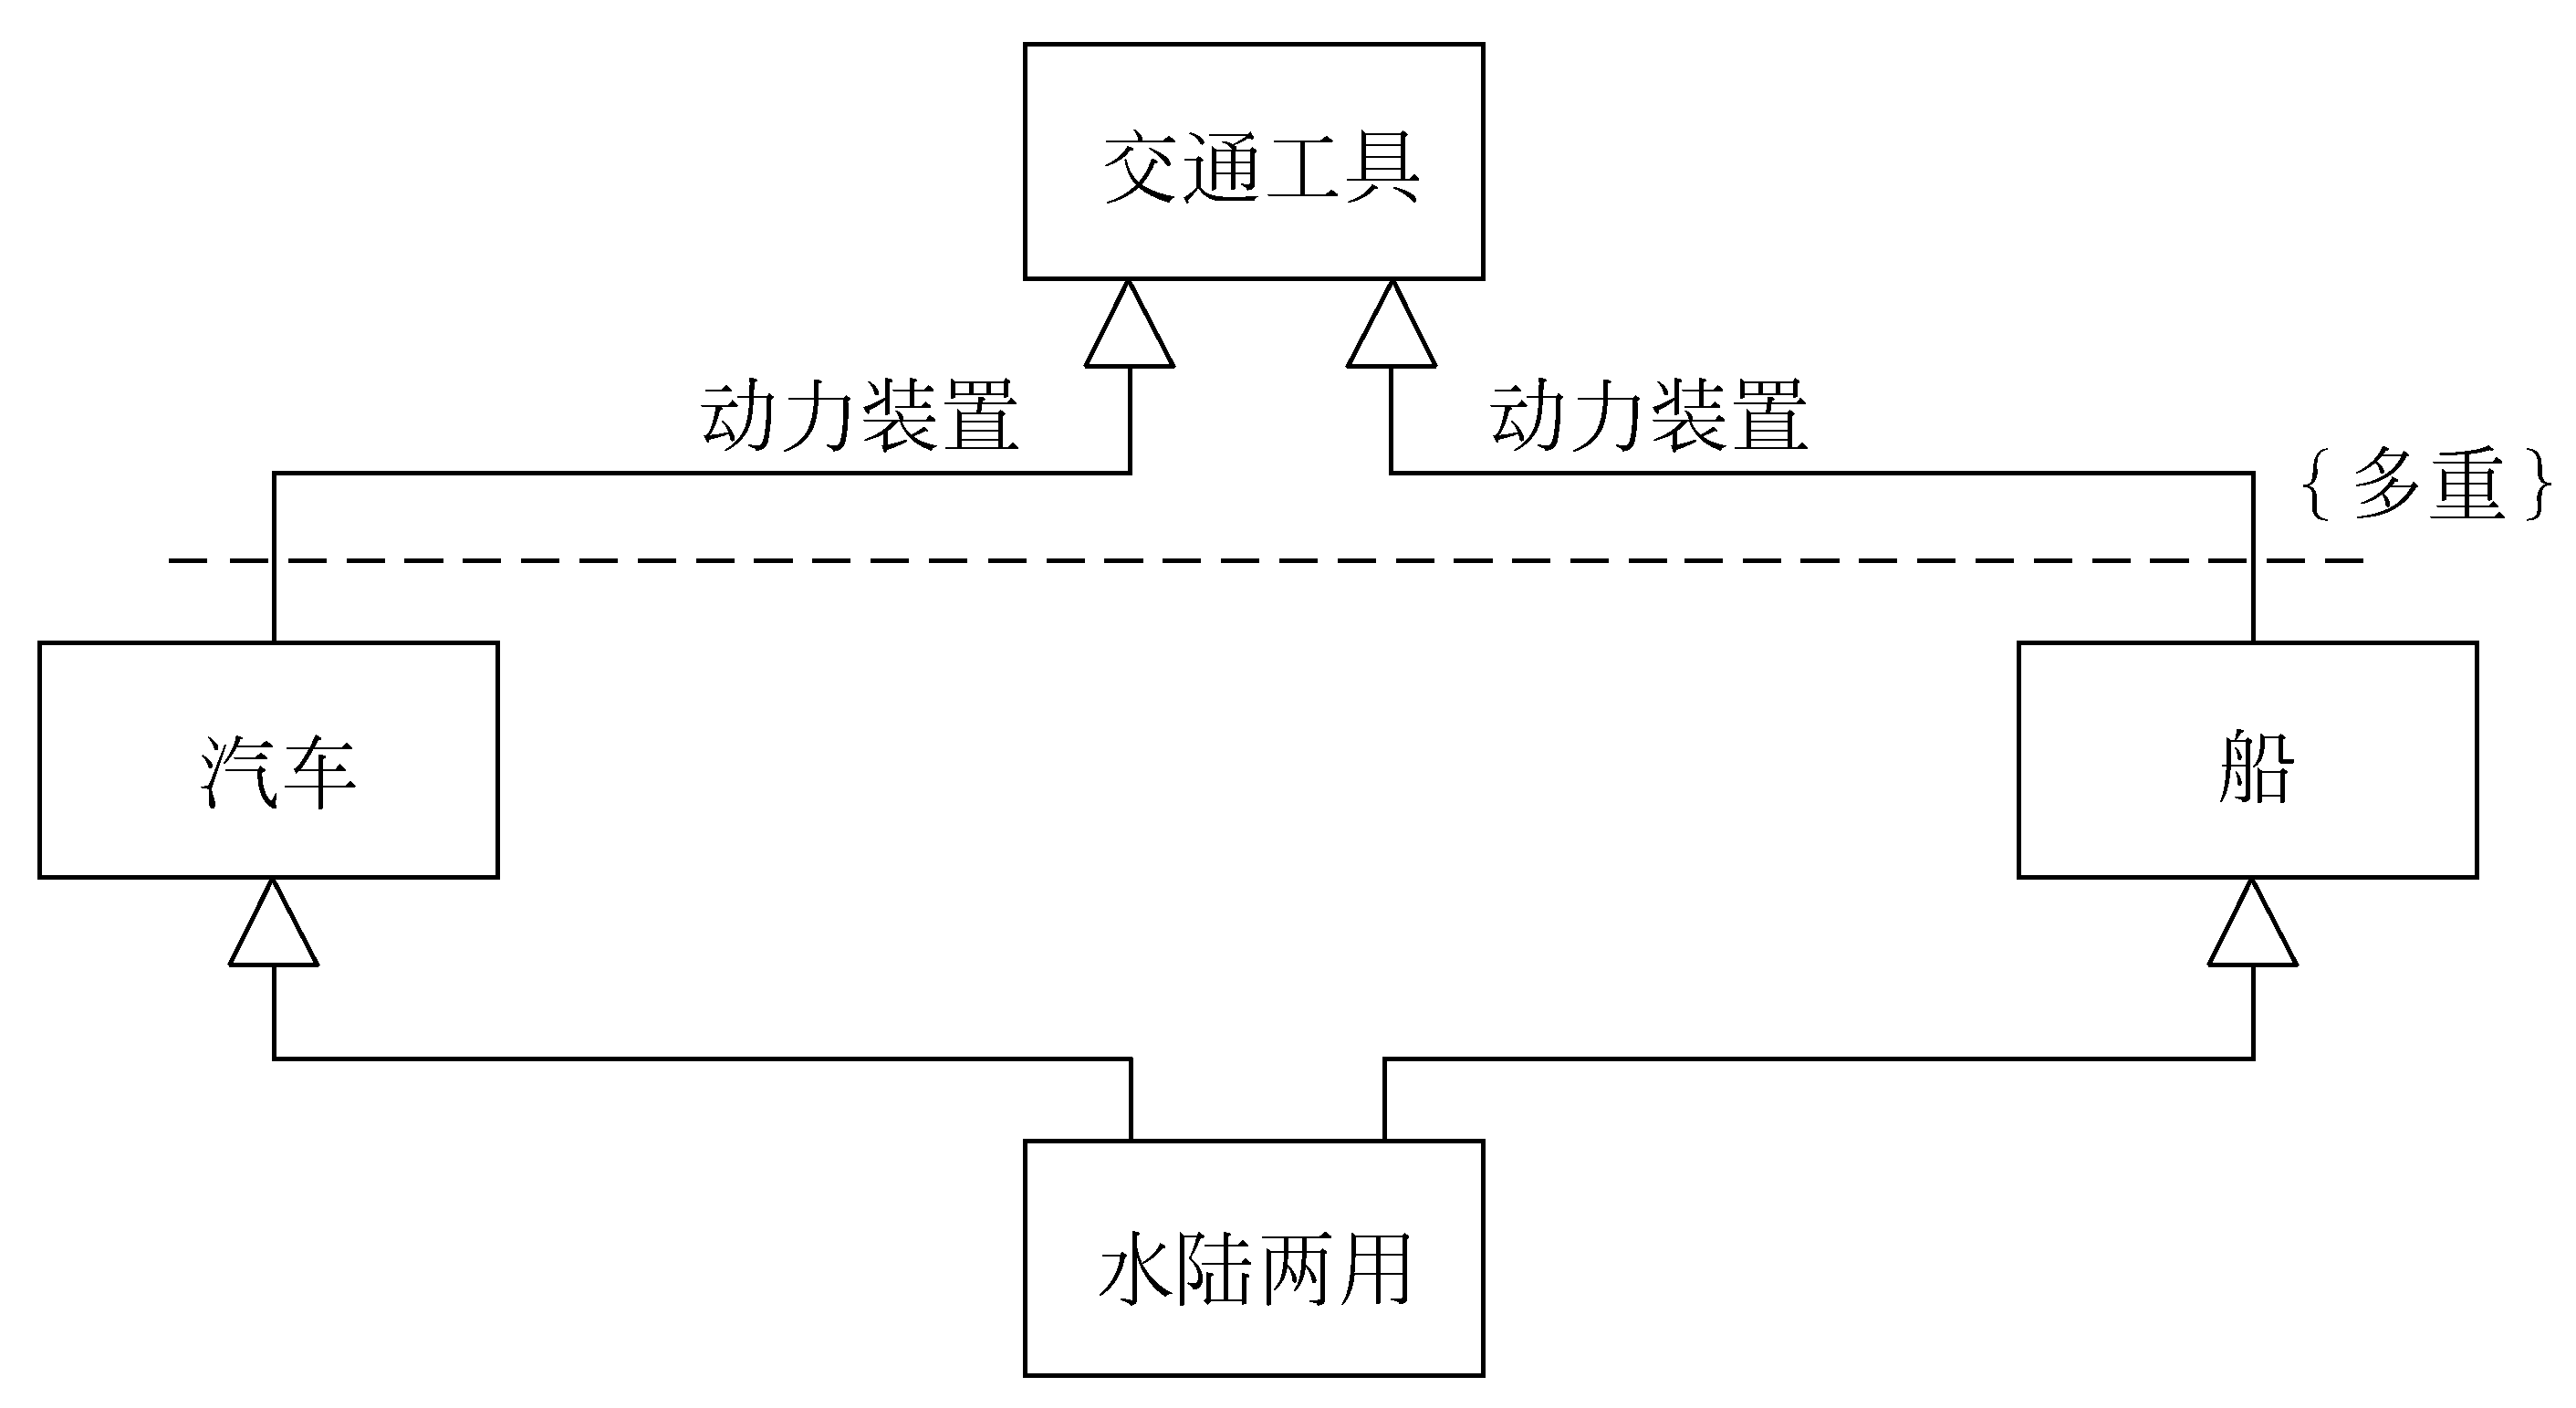 交通工具
动力装置
动力装置
{多重}
汽车
船
水陆两用